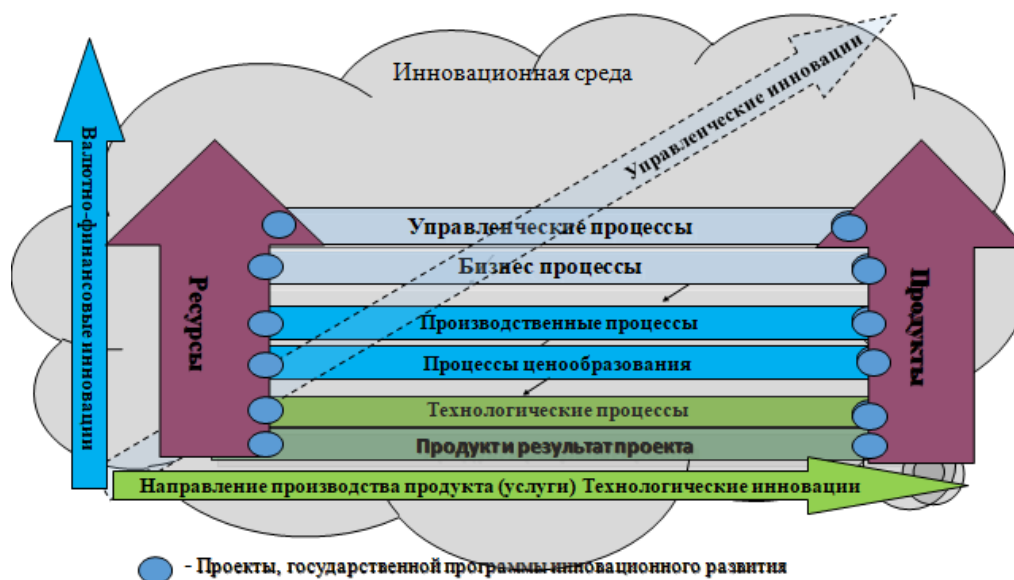 Инновационная среда
Управленческие инновации
Валютно-финансовые инновации
Ресурсы
Управленческие процессы
Бизнес процессы
Производственные процессы
Процессы ценообразования
Технологические процессы
Продукт и результат проекта
Продукты
Направление производства продукта (услуги) Технологические инновации
- Проекты, государственной программы инновационного развития